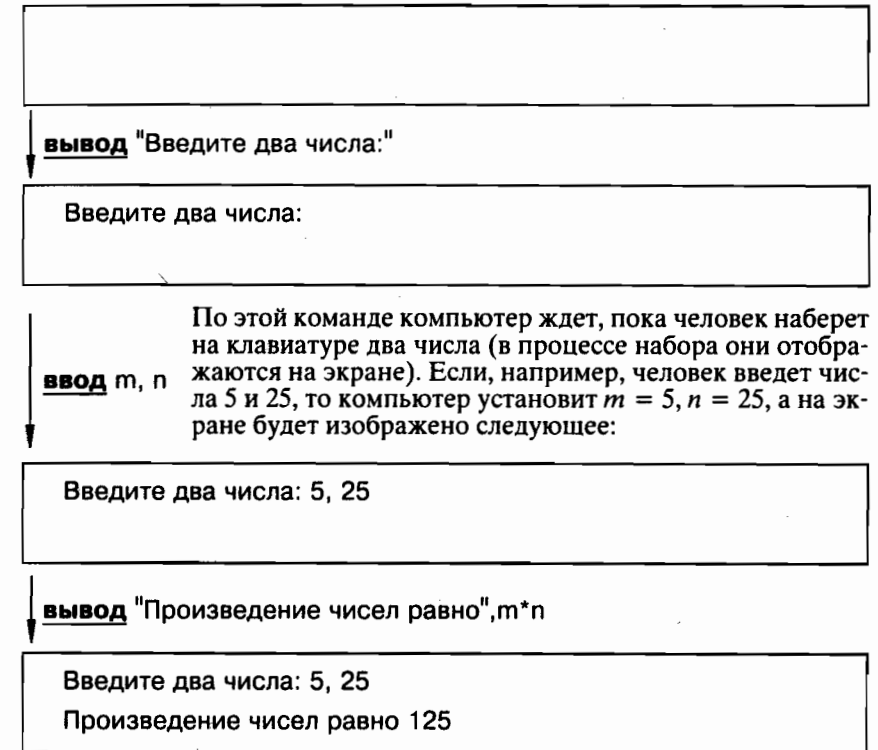 вывод "Введите два числа:"
Введите два числа:
По этой команде компьютер ждет, пока человек наберет
на клавиатуре два числа (в процессе набора они отобра-
ввод m, n жаются на экране). Если, например, человек введет чис-
ла 5 и 25, то компьютер установит m = 5, n = 25, а на эк-
ране будет изображено следующее:
Введите два числа: 5, 25
вывод "Произведение чисел равно",m*n
Введите два числа: 5, 25
Произведение чисел равно 125